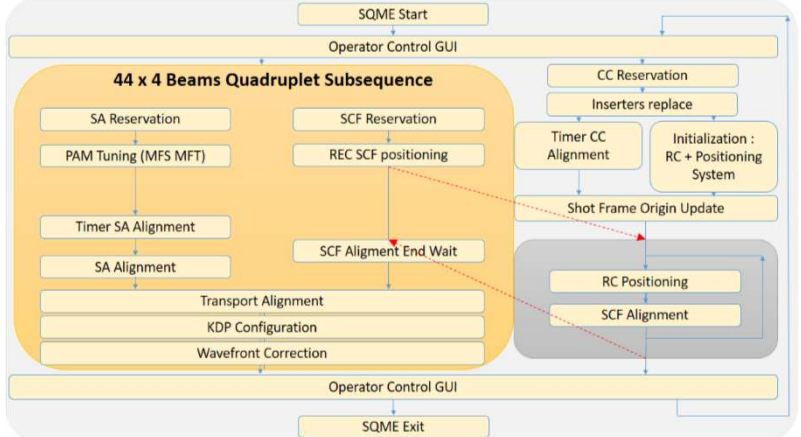 SQME Start
Operator Control GUI
44 x 4 Beams Quadruplet Subsequence
SA Reservation
PAM Tuning (MFS MFT)
Timer SA Alignment
SA Alignment
SCF Reservation
REC SCF positioning
SCF Aligment End Wait
Transport Alignment
KDP Configuration
Wavefront Correction
CC Reservation
Inserters replace
Timer CC
Alignment
Initialization :
RC + Positioning
System
Shot Frame Origin Update
RC Positioning
SCF Alignment
Operator Control GUI
SQME Exit